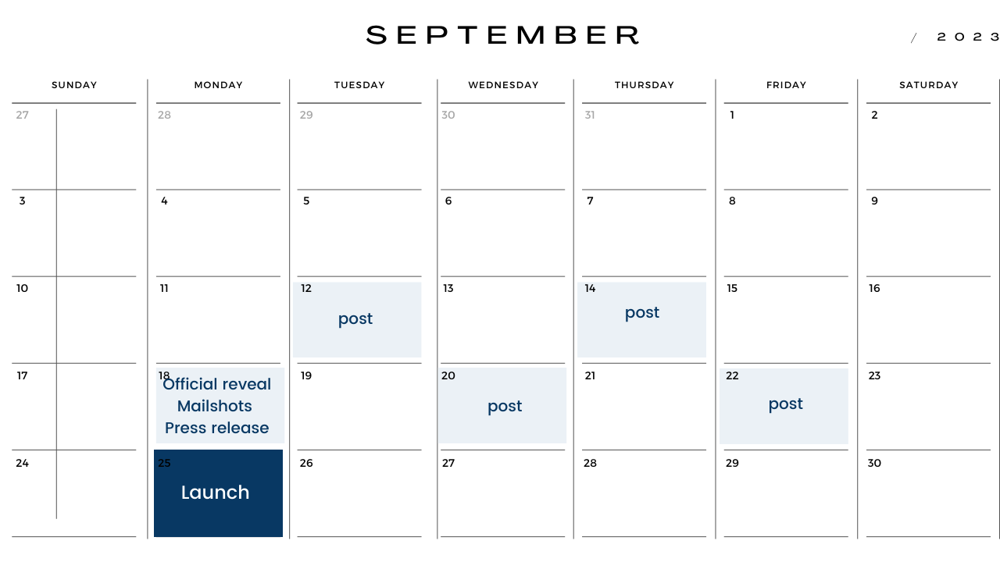 SEPTEMBER
/ 2023
SUNDAY MONDAY TUESDAY WEDNESDAY THURSDAY FRIDAY SATURDAY
27 28 29 30 31 1 2
3 4 5 6 7 8 9
10 11 12 13 14 15 16
post post
17 18 19 20 21 22 23
Official reveal
Mailshots
Press release
post
post
24 25 26 27 28 29 30
Launch